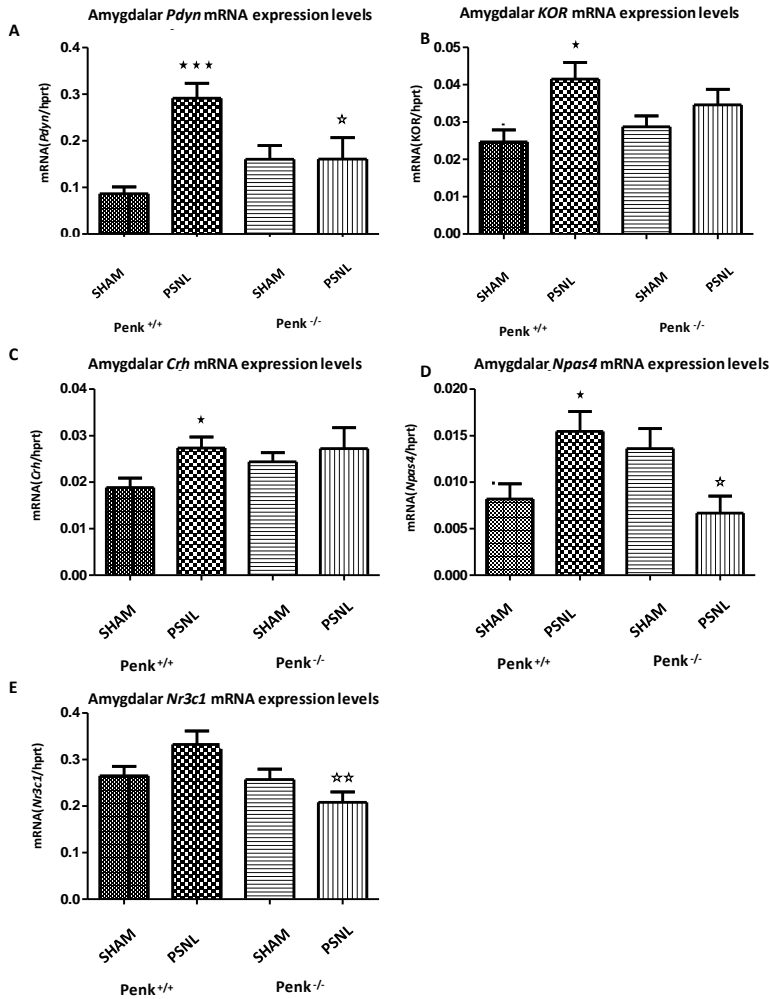 A
Amygdalar Pdyn mRNA expression levels
mRNA(Pdyn/hprt)
0.4
0.3
0.2
0.1
0.0
★★★
☆
SHAM
PSNL
SHAM
PSNL
Penk +/+
Penk -/-
B
Amygdalar KOR mRNA expression levels
mRNA(KOR/hprt)
0.05
0.04
0.03
0.02
0.01
0.00
★
SHAM
PSNL
SHAM
PSNL
Penk +/+
Penk -/-
C
Amygdalar Crh mRNA expression levels
mRNA(Crh/hprt)
0.04
0.03
0.02
0.01
0.00
★
SHAM
PSNL
SHAM
PSNL
Penk +/+
Penk -/-
D
Amygdalar Npas4 mRNA expression levels
mRNA(Npas4/hprt)
0.020
0.015
0.010
0.005
0.000
★
☆
SHAM
PSNL
SHAM
PSNL
Penk +/+
Penk -/-
E
Amygdalar Nr3c1 mRNA expression levels
mRNA(Nr3c1/hprt)
0.4
0.3
0.2
0.1
0.0
☆☆
SHAM
PSNL
SHAM
PSNL
Penk +/+
Penk -/-